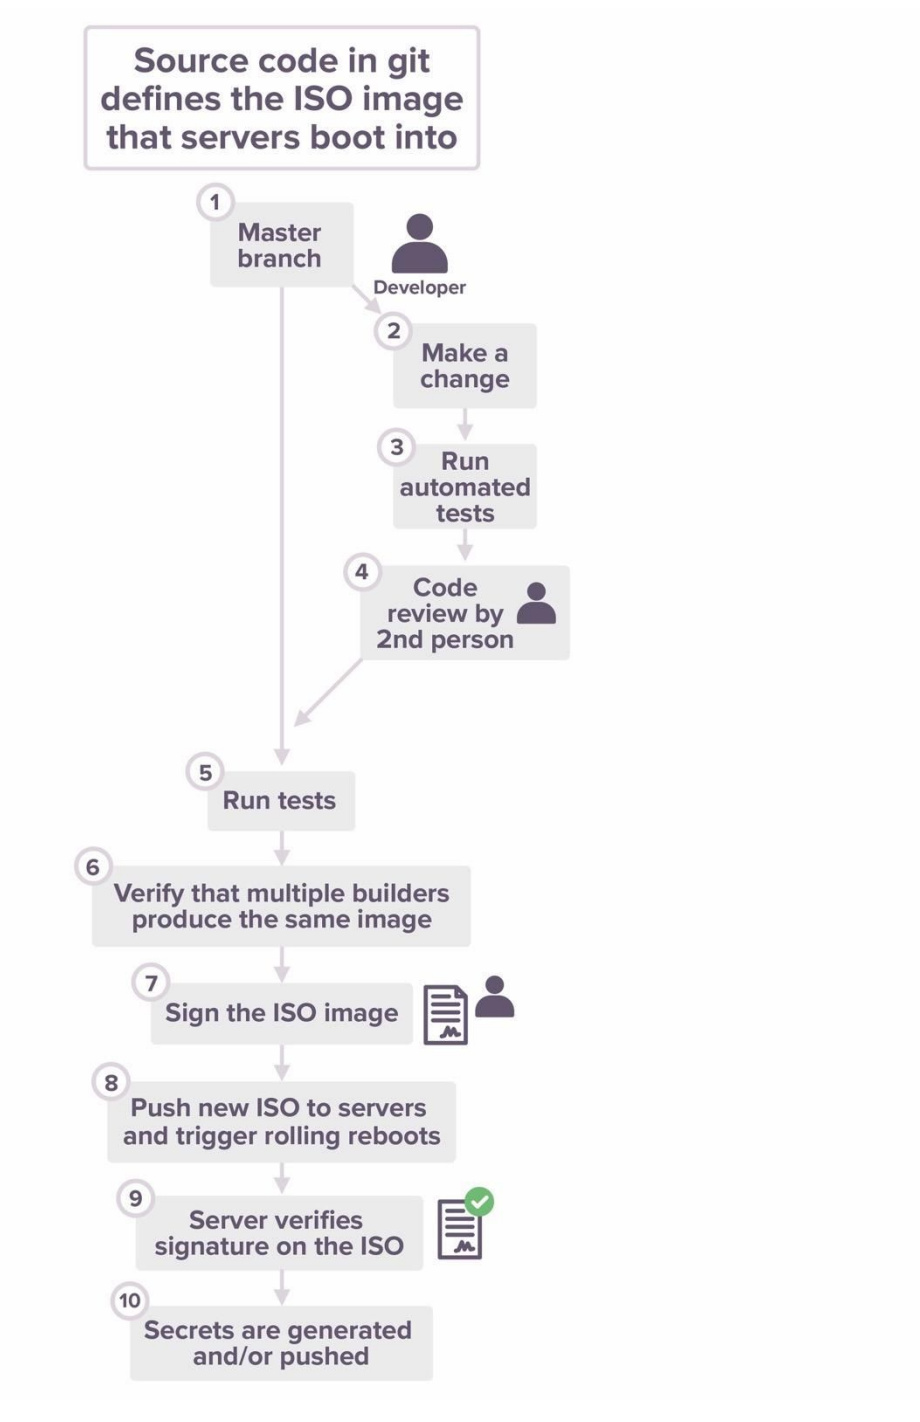 Source code in git
defines the ISO image
that servers boot into
1
Master
branch
Developer
2
Make a
change
3
Run
automated
tests
4
Code
review by
2nd person
5
Run tests
6
Verify that multiple builders
produce the same image
7
Sign the ISO image
8
Push new ISO to servers
and trigger rolling reboots
9
Server verifies
signature on the ISO
10
Secrets are generated
and/or pushed